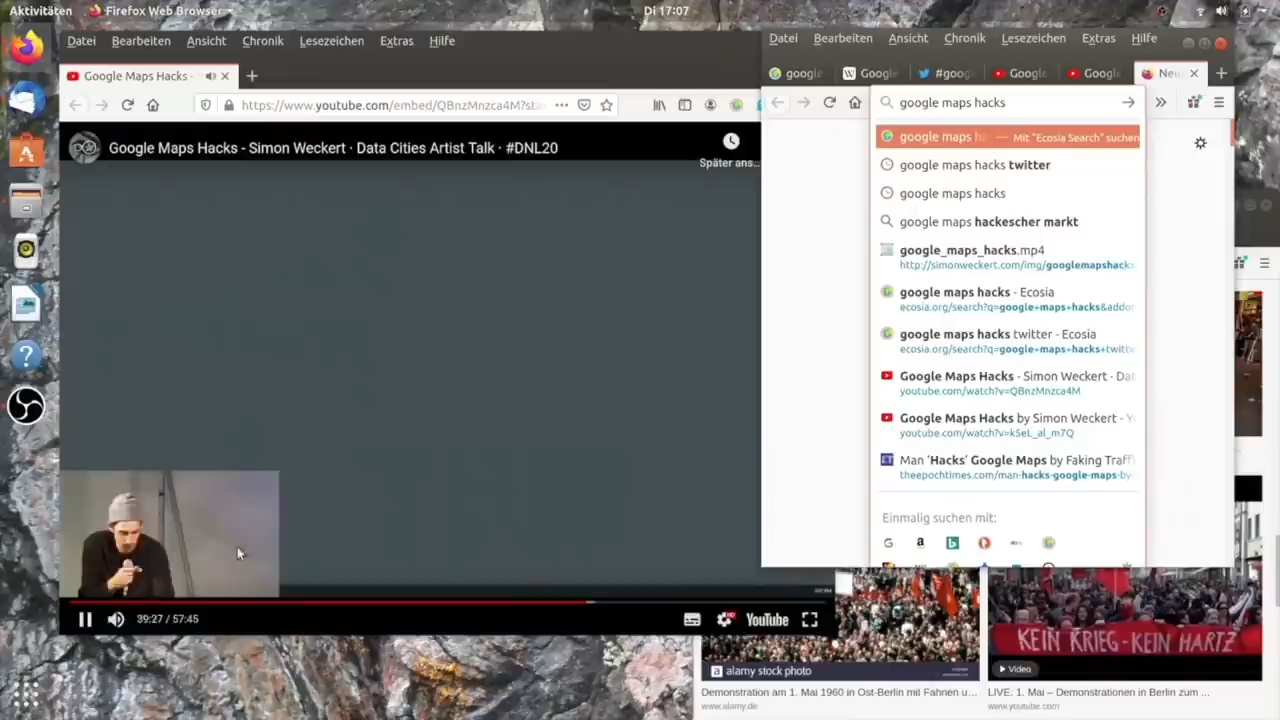 Aktivitäten
Firefox Web Browser
Di 17:07
Datei Bearbeiten Ansicht Chronik Lesezeichen Extras Hilfe
Google Maps Hacks -
https://www.youtube.com/embed/QBnzMnzca4M?sta
Google Maps Hacks - Simon Weckert · Data Cities Artist Talk · #DNL20
Später ans...
39:27 / 57:45
YouTube
Datei Bearbeiten Ansicht Chronik Lesezeichen Extras Hilfe
google
Google
#goog
Google
Google
Neu
google maps hacks
google maps ha — Mit "Ecosia Search" suchen
google maps hacks twitter
google maps hacks
google maps hackescher markt
google_maps_hacks.mp4
http://simonweckert.com/img/googlemapshacks
google maps hacks - Ecosia
ecosia.org/search?q=google+maps+hacks&addo
google maps hacks twitter - Ecosia
ecosia.org/search?q=google+maps+hacks+twitte
Google Maps Hacks - Simon Weckert · Dat
youtube.com/watch?v=QBnzMnzca4M
Google Maps Hacks by Simon Weckert - Y
youtube.com/watch?v=k5eL_al_m7Q
Man ‘Hacks’ Google Maps by Faking Traff
theepochtimes.com/man-hacks-google-maps-by-
Einmalig suchen mit:
a alamy stock photo
Demonstration am 1. Mai 1960 in Ost-Berlin mit Fahnen u...
www.alamy.de
KEIN KRIEG - KEIN HARTZ
Video
LIVE: 1. Mai – Demonstrationen in Berlin zum ...
www.youtube.com